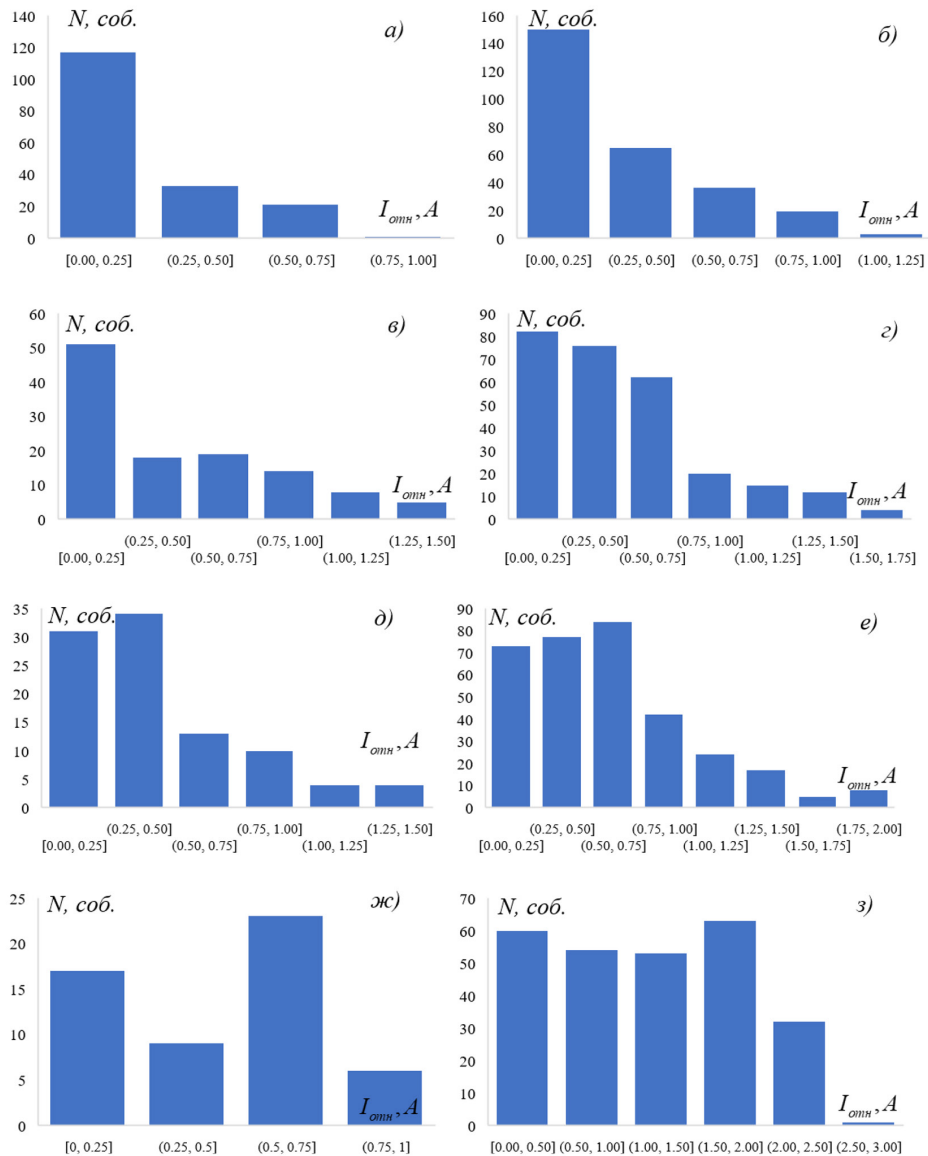 N, соб.
а)
140
120
100
80
60
40
20
0
I отн , A
[0.00, 0.25] (0.25, 0.50] (0.50, 0.75] (0.75, 1.00]
N, соб.
б)
160
140
120
100
80
60
40
20
0
I отн , A
[0.00, 0.25] (0.25, 0.50] (0.50, 0.75] (0.75, 1.00] (1.00, 1.25]
N, соб.
в)
60
50
40
30
20
10
0
I отн , A
(0.25, 0.50] (0.75, 1.00] (1.25, 1.50]
[0.00, 0.25] (0.50, 0.75] (1.00, 1.25]
N, соб.
г)
90
80
70
60
50
40
30
20
10
0
I отн , A
(0.25, 0.50] (0.75, 1.00] (1.25, 1.50]
[0.00, 0.25] (0.50, 0.75] (1.00, 1.25] (1.50, 1.75]
N, соб.
д)
35
30
25
20
15
10
5
0
I отн , A
(0.25, 0.50] (0.75, 1.00] (1.25, 1.50]
[0.00, 0.25] (0.50, 0.75] (1.00, 1.25]
N, соб.
е)
90
80
70
60
50
40
30
20
10
0
I отн , A
(0.25, 0.50] (0.75, 1.00] (1.25, 1.50] (1.75, 2.00]
[0.00, 0.25] (0.50, 0.75] (1.00, 1.25] (1.50, 1.75]
N, соб.
ж)
25
20
15
10
5
0
I отн , A
[0, 0.25] (0.25, 0.5] (0.5, 0.75] (0.75, 1]
N, соб.
з)
70
60
50
40
30
20
10
0
I отн , A
[0.00, 0.50] (0.50, 1.00] (1.00, 1.50] (1.50, 2.00] (2.00, 2.50] (2.50, 3.00]